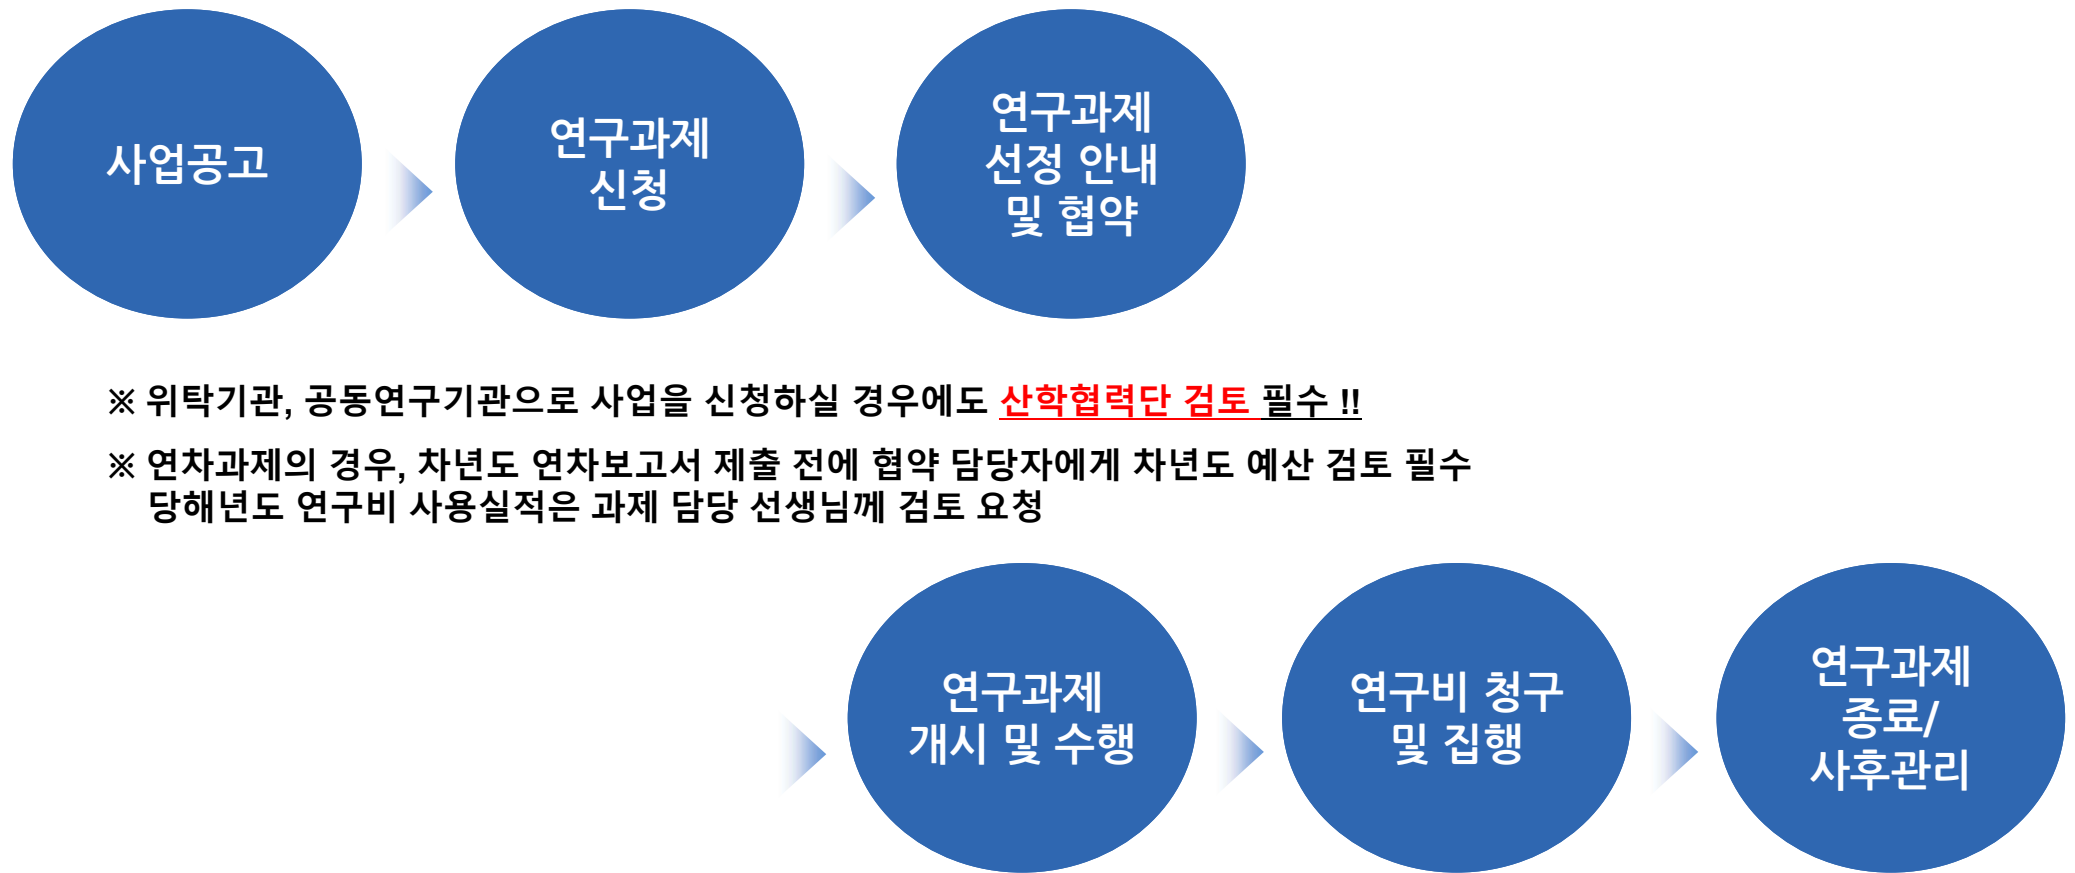 사업공고
연구과제
신청
연구과제
선정 안내
및 협약
※ 위탁기관, 공동연구기관으로 사업을 신청하실 경우에도 산학협력단 검토 필수 !!
※ 연차과제의 경우, 차년도 연차보고서 제출 전에 협약 담당자에게 차년도 예산 검토 필수
당해년도 연구비 사용실적은 과제 담당 선생님께 검토 요청
연구과제
개시 및 수행
연구비 청구
및 집행
연구과제
종료/
사후관리